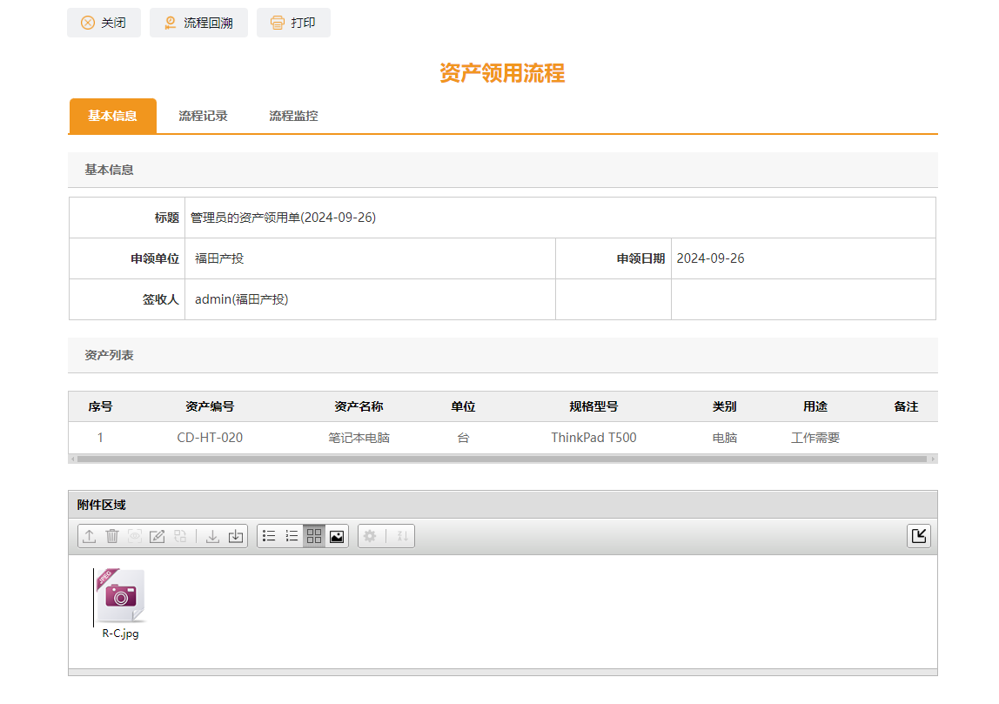 关闭 流程回溯 打印
资产领用流程
基本信息 流程记录 流程监控
基本信息
标题 管理员的资产领用单(2024-09-26)
申领单位 福田产投 申领日期 2024-09-26
签收人 admin(福田产投)
资产列表
序号 资产编号 资产名称 单位 规格型号 类别 用途 备注
1 CD-HT-020 笔记本电脑 台 ThinkPad T500 电脑 工作需要
附件区域
JPEG
R-C.jpg